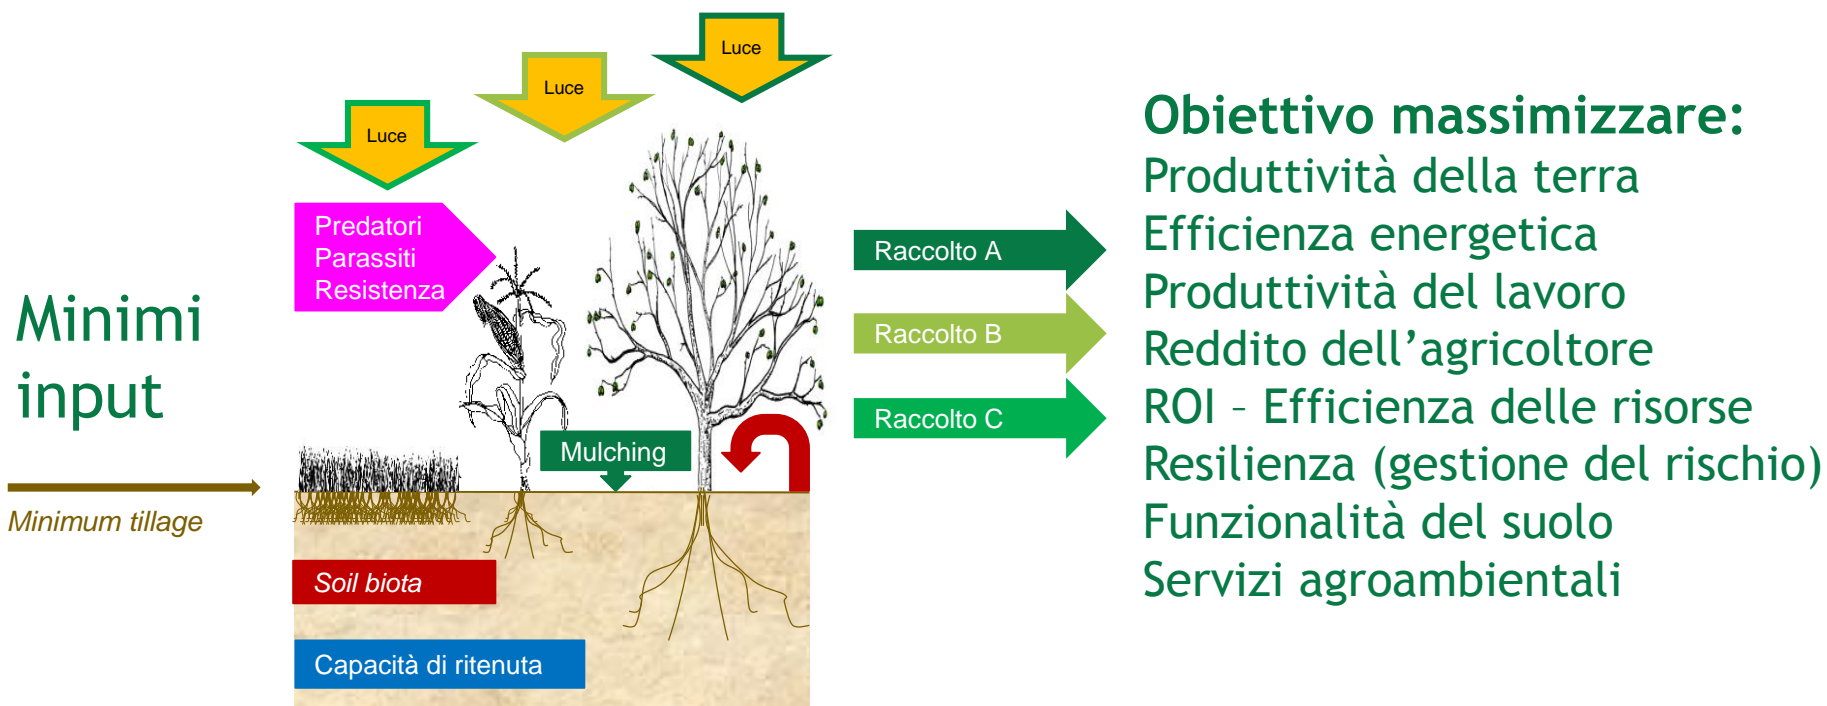 Luce
Luce
Luce
Predatori
Parassiti
Resistenza
Minimi
input
Minimum tillage
Mulching
Soil biota
Capacità di ritenuta
Raccolto A
Raccolto B
Raccolto C
Obiettivo massimizzare:
Produttività della terra
Efficienza energetica
Produttività del lavoro
Reddito dell’agricoltore
ROI – Efficienza delle risorse
Resilienza (gestione del rischio)
Funzionalità del suolo
Servizi agroambientali